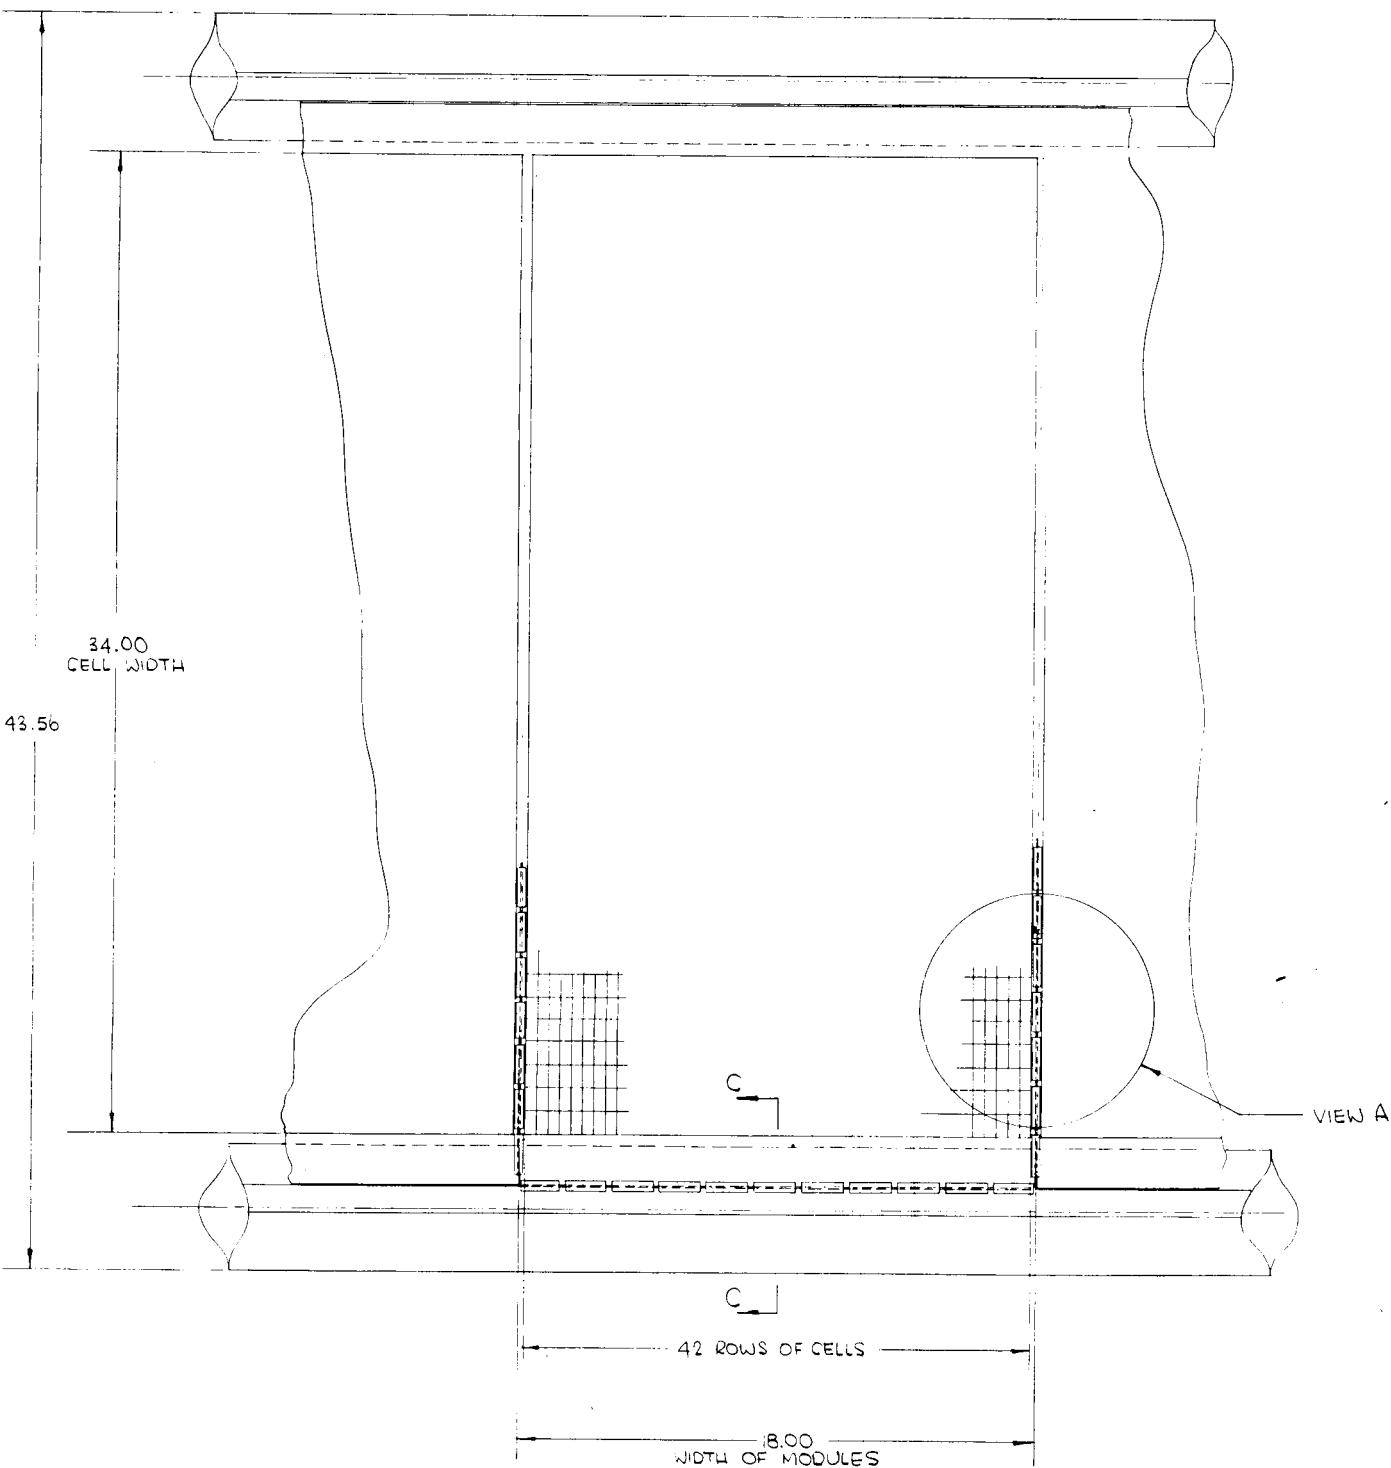 34.00
CELL WIDTH
43.56
C
VIEW A
C
42 ROWS OF CELLS
18.00
WIDTH OF MODULES